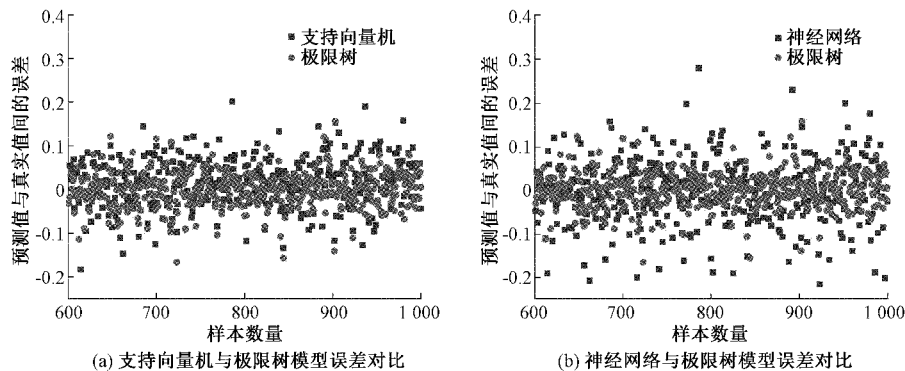 0.4
0.3
0.2
0.1
0
-0.1
-0.2
预测值与真实值间的误差
支持向量机
极限树
600
700
800
900
1 000
样本数量
(a) 支持向量机与极限树模型误差对比
0.4
0.3
0.2
0.1
0
-0.1
-0.2
预测值与真实值间的误差
神经网络
极限树
600
700
800
900
1 000
样本数量
(b) 神经网络与极限树模型误差对比